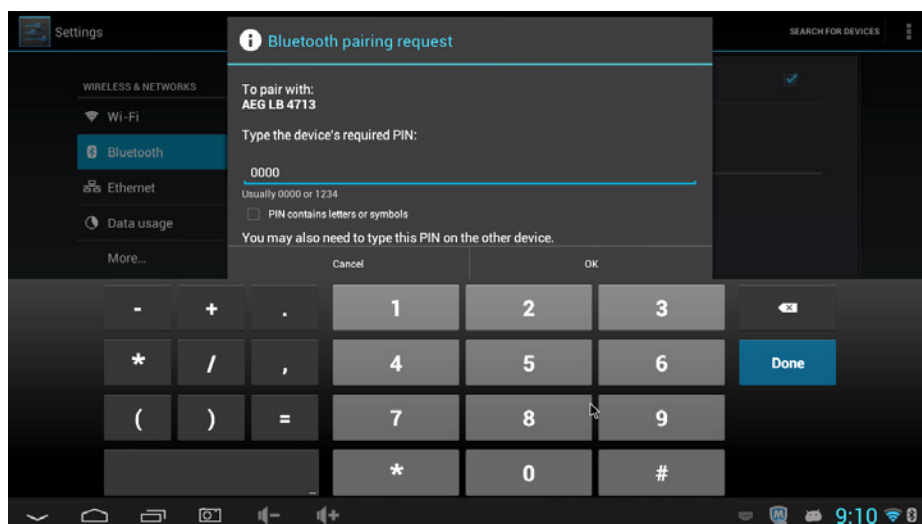 Settings
SEARCH FOR DEVICES
Bluetooth pairing request
To pair with:
AEG LB 4713
Type the device's required PIN:
0000
Usually 0000 or 1234
PIN contains letters or symbols
You may also need to type this PIN on the other device.
Cancel OK
WIRELESS & NETWORKS
Wi-Fi
Bluetooth
Ethernet
Data usage
More...
- + . 1 2 3
* / , 4 5 6 Done
( ) = 7 8 9
_ * 0 #
9:10